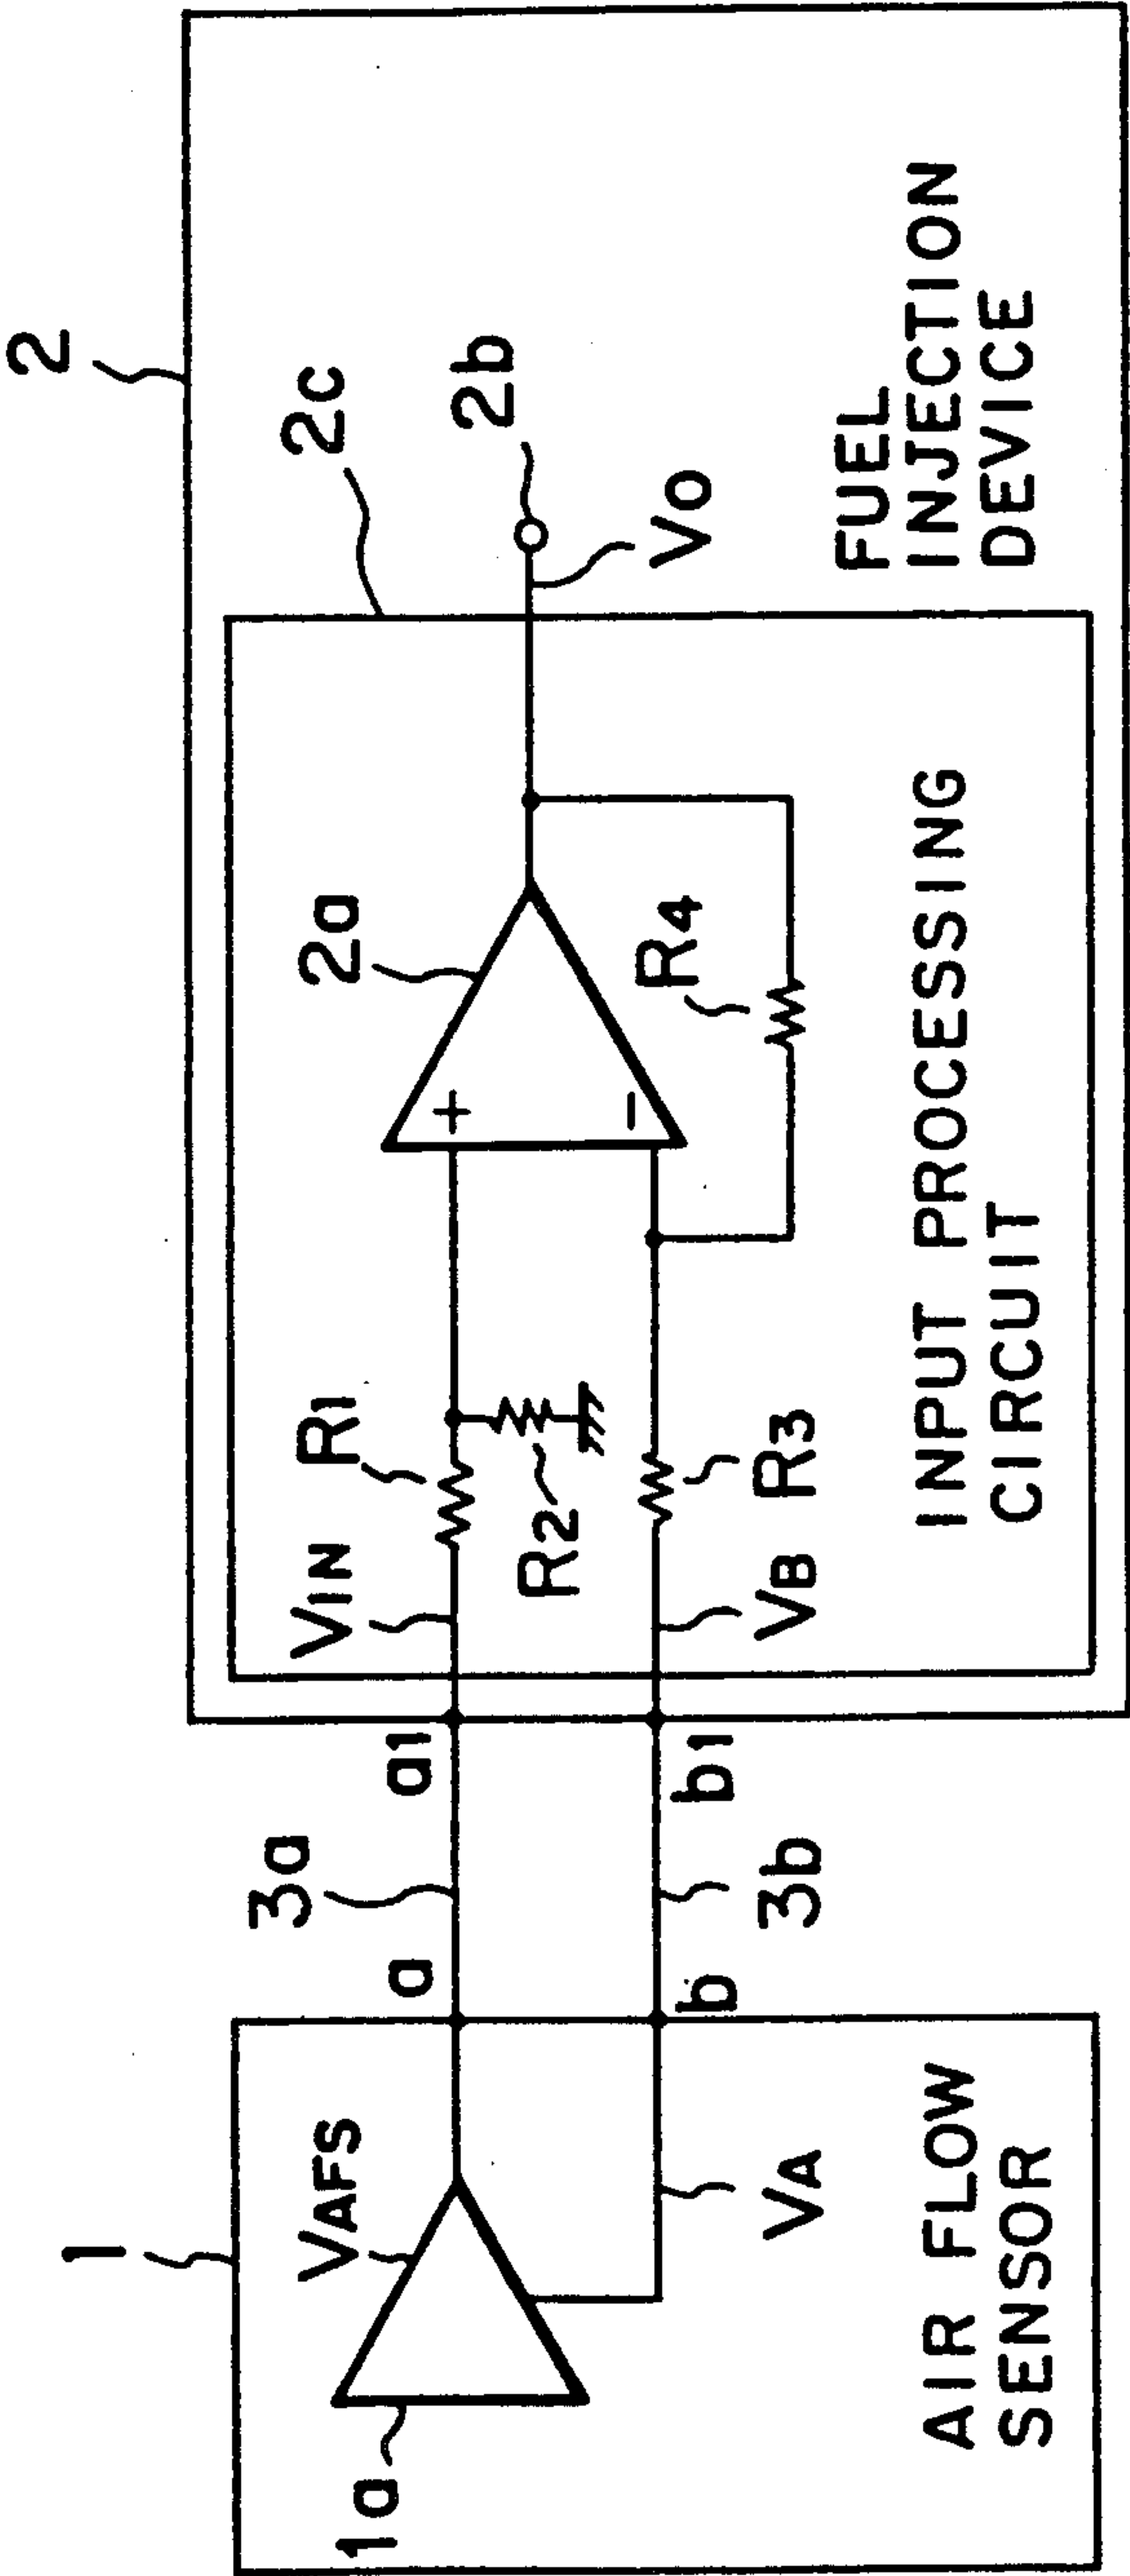 2
1
2c
3a
2a
2b
1a
VAFS
a
a1
VIN
R1
+
R2
−
R4
VO
VA
b
3b
b1
VB
R3
AIR FLOW
SENSOR
INPUT PROCESSING
CIRCUIT
FUEL
INJECTION
DEVICE